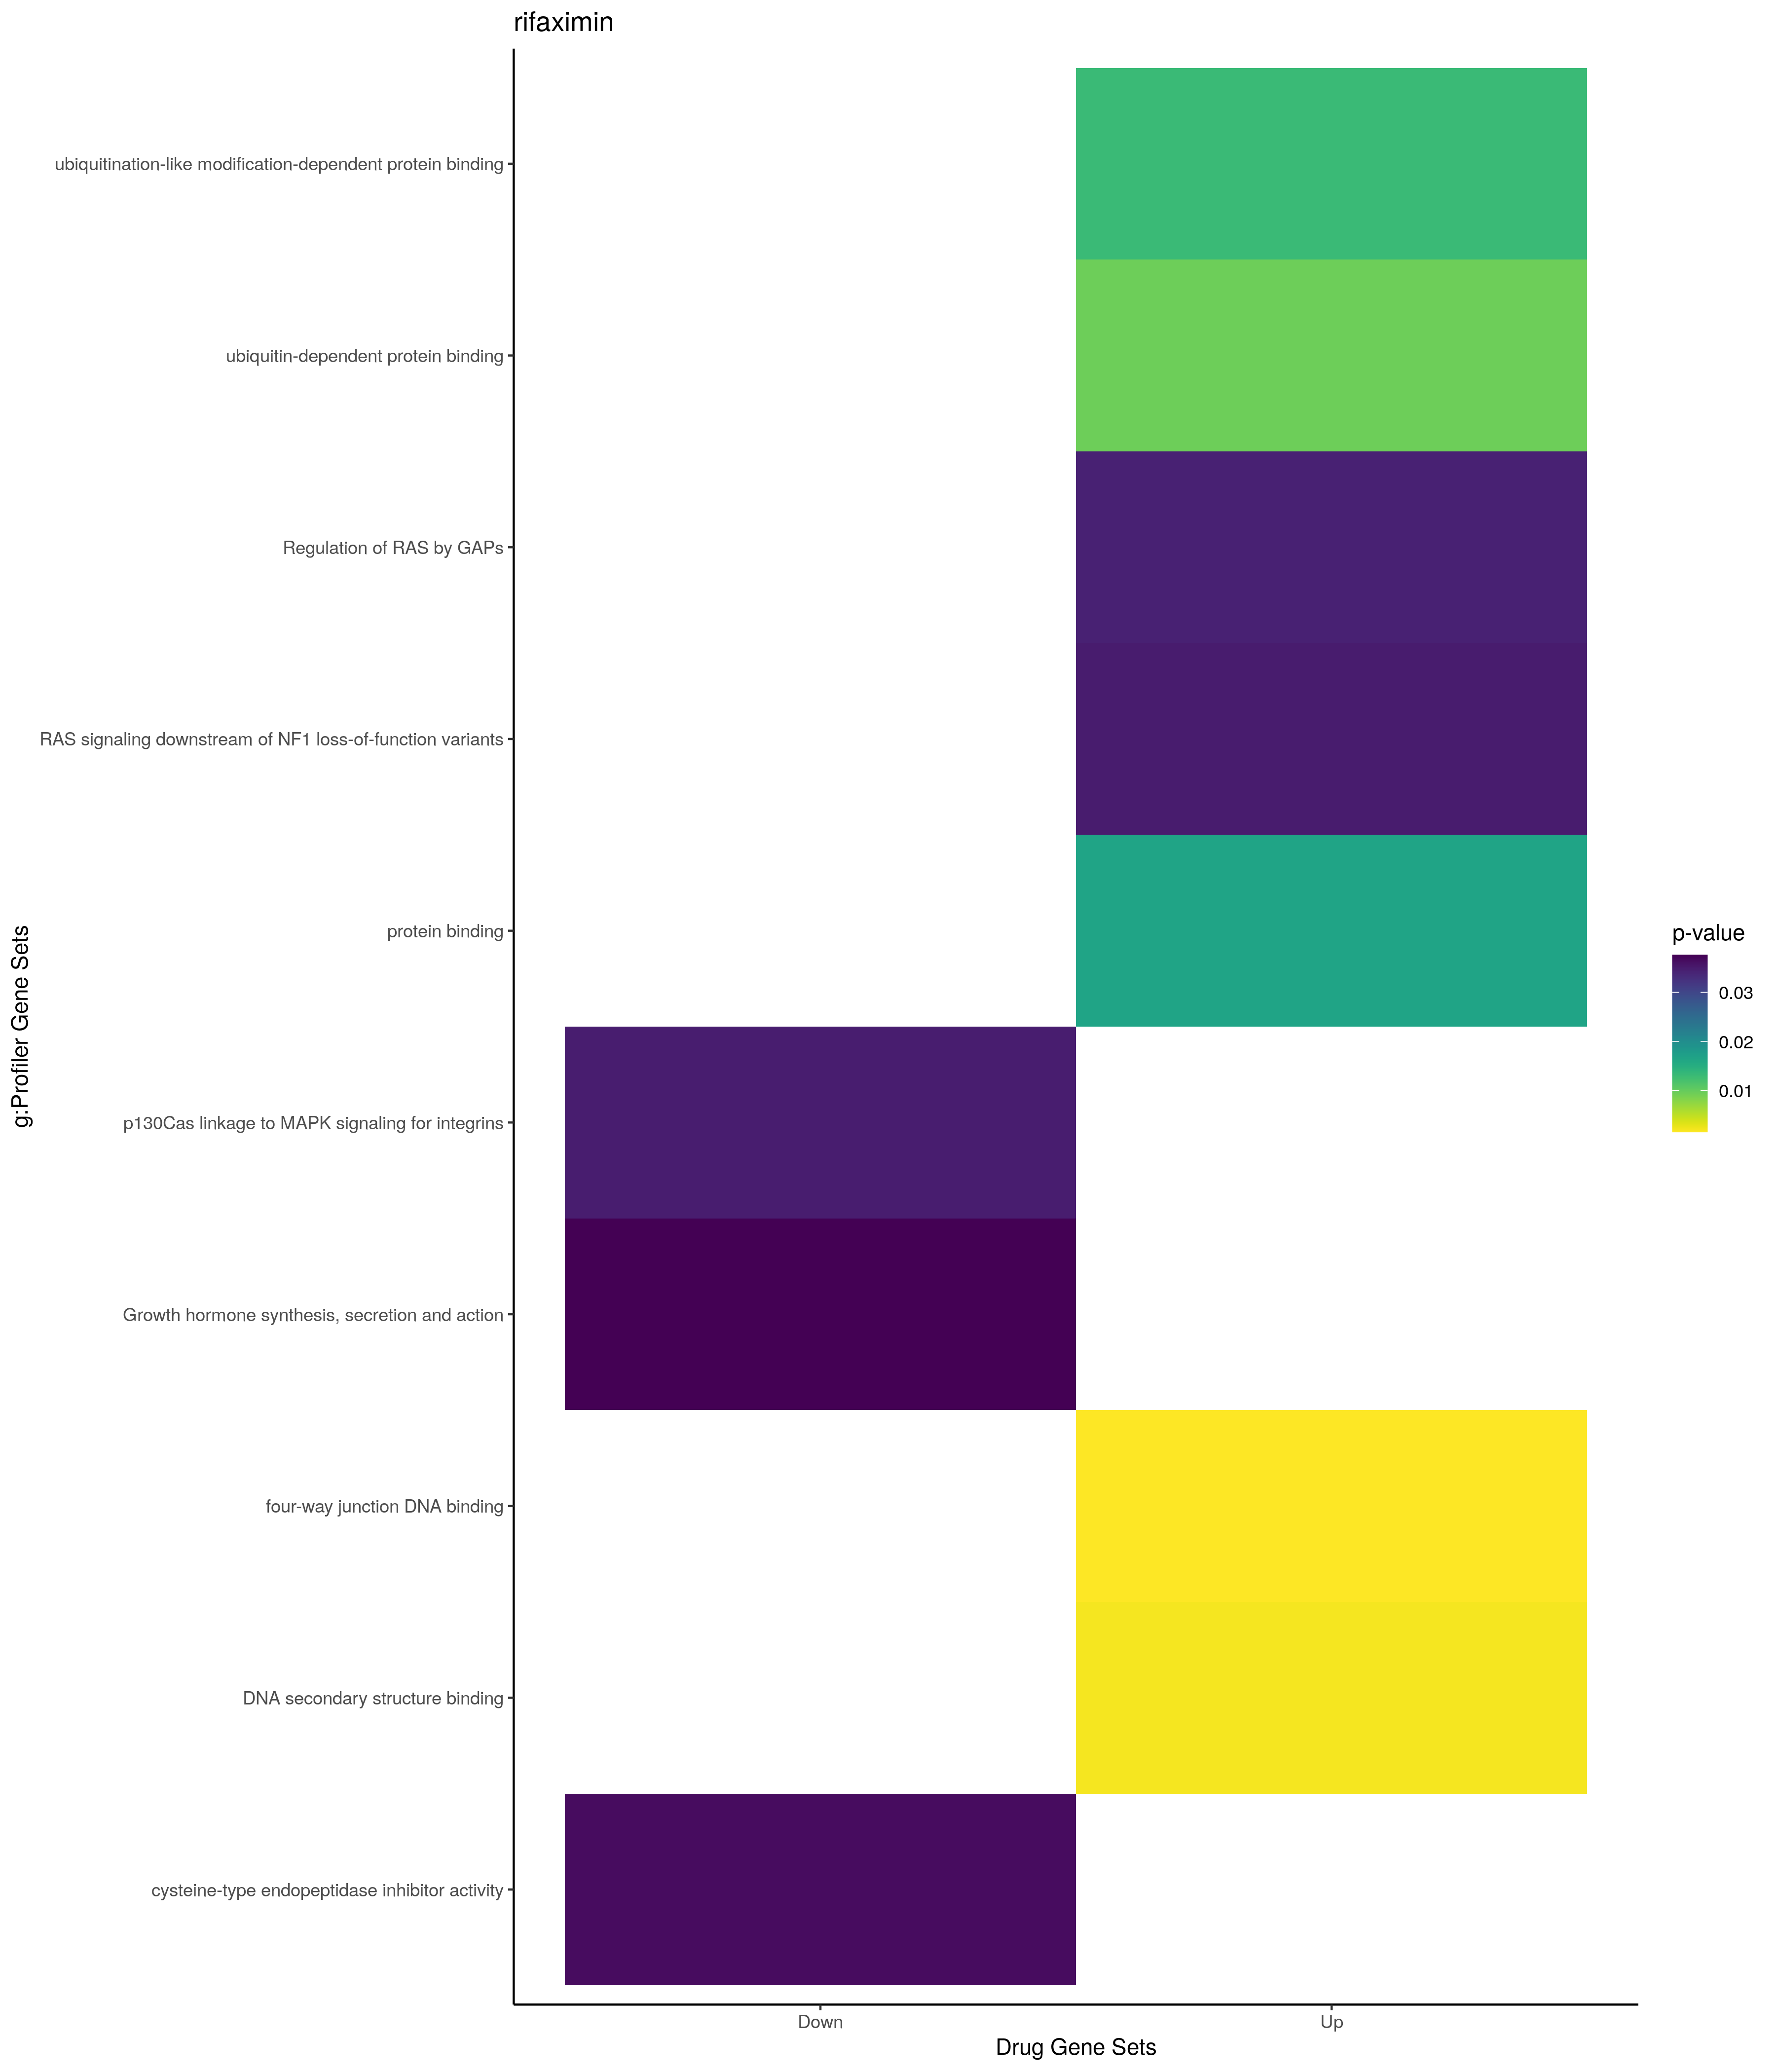 rifaximin
ubiquitination-like modification-dependent protein binding
ubiquitin-dependent protein binding
Regulation of RAS by GAPs
RAS signaling downstream of NF1 loss-of-function variants
protein binding
p130Cas linkage to MAPK signaling for integrins
Growth hormone synthesis, secretion and action
four-way junction DNA binding
DNA secondary structure binding
cysteine-type endopeptidase inhibitor activity
g:Profiler Gene Sets
Down
Up
Drug Gene Sets
p-value
0.03
0.02
0.01